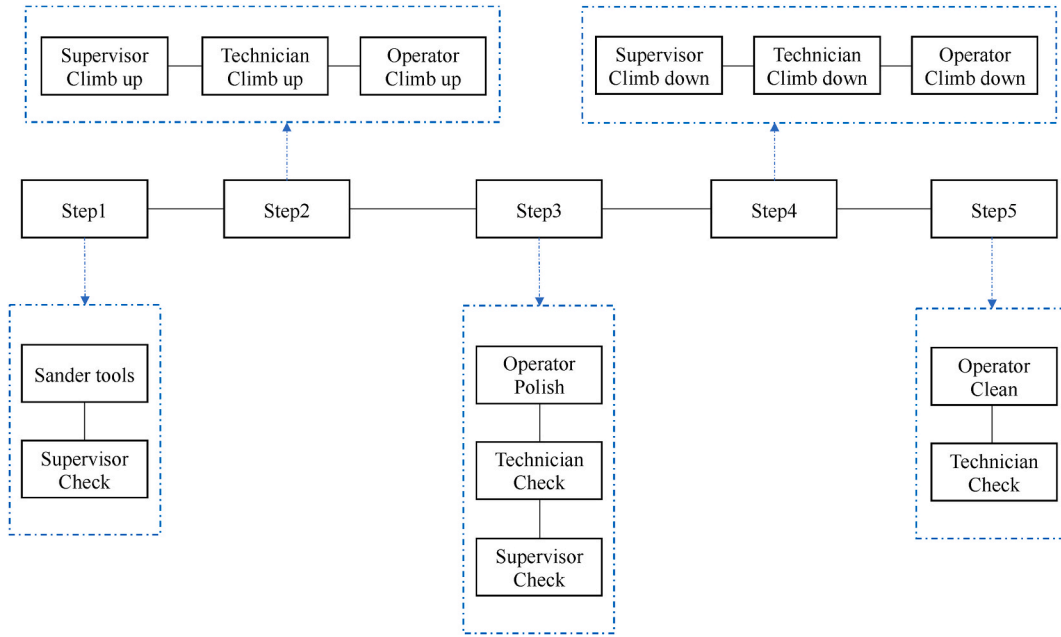 Supervisor
Climb up
Technician
Climb up
Operator
Climb up
Supervisor
Climb down
Technician
Climb down
Operator
Climb down
Step1
Step2
Step3
Step4
Step5
Sander tools
Supervisor
Check
Operator
Polish
Technician
Check
Supervisor
Check
Operator
Clean
Technician
Check